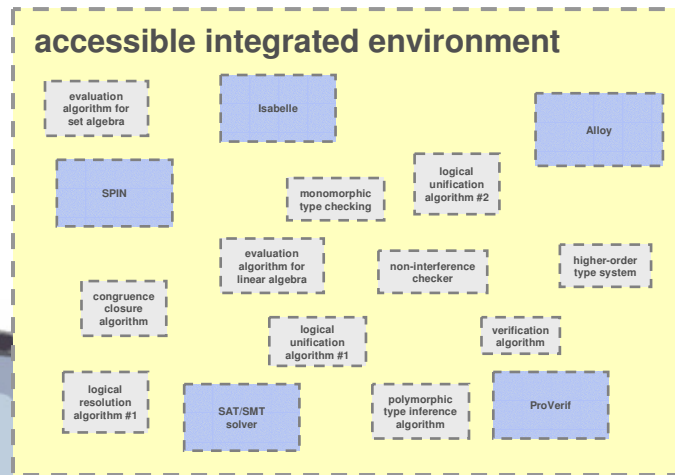 accessible integrated environment
evaluation
algorithm for
set algebra
Isabelle
Alloy
SPIN
monomorphic
type checking
logical
unification
algorithm #2
evaluation
algorithm for
linear algebra
non-interference
checker
higher-order
type system
congruence
closure
algorithm
logical
unification
algorithm #1
verification
algorithm
logical
resolution
algorithm #1
SAT/SMT
solver
polymorphic
type inference
algorithm
ProVerif